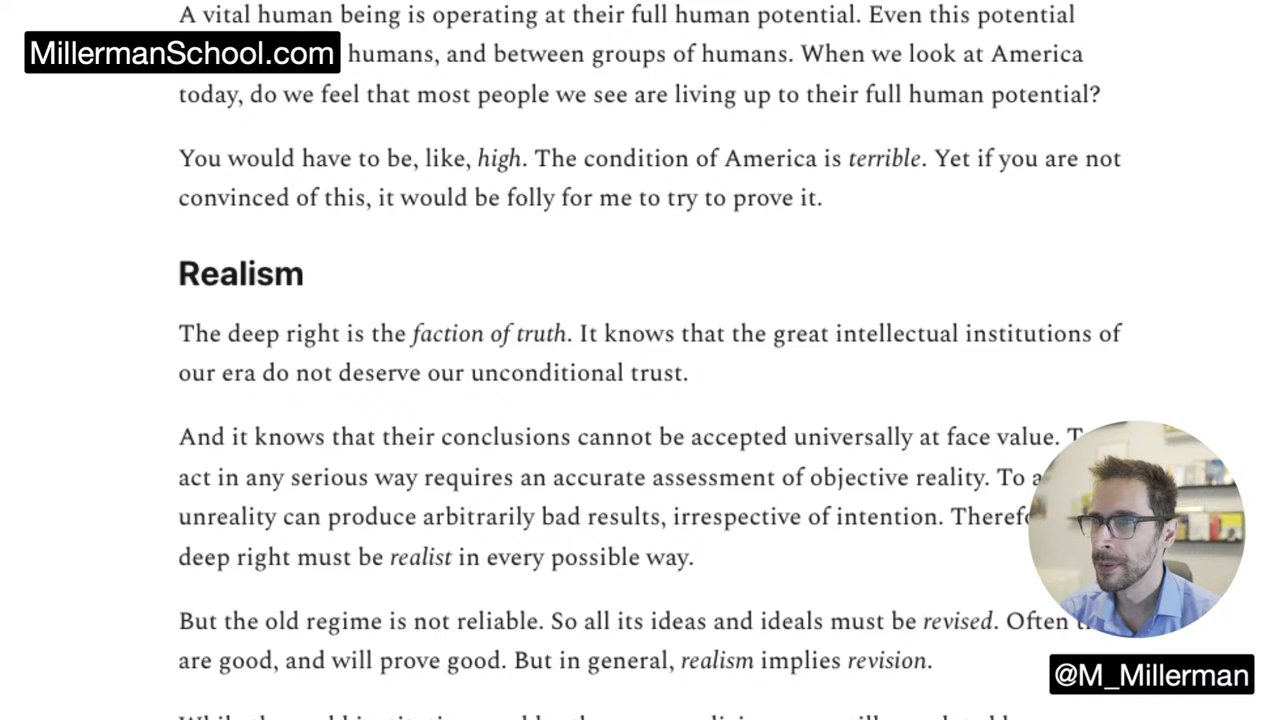 A vital human being is operating at their full human potential. Even this potential
MillermanSchool.com humans, and between groups of humans. When we look at America
today, do we feel that most people we see are living up to their full human potential?
You would have to be, like, high. The condition of America is terrible. Yet if you are not
convinced of this, it would be folly for me to try to prove it.
Realism
The deep right is the faction of truth. It knows that the great intellectual institutions of
our era do not deserve our unconditional trust.
And it knows that their conclusions cannot be accepted universally at face value.
act in any serious way requires an accurate assessment of objective reality. To
unreality can produce arbitrarily bad results, irrespective of intention.
deep right must be realist in every possible way.
But the old regime is not reliable. So all its ideas and ideals must be revised. Often
are good, and will prove good. But in general, realism implies revision.
@M_Millerman